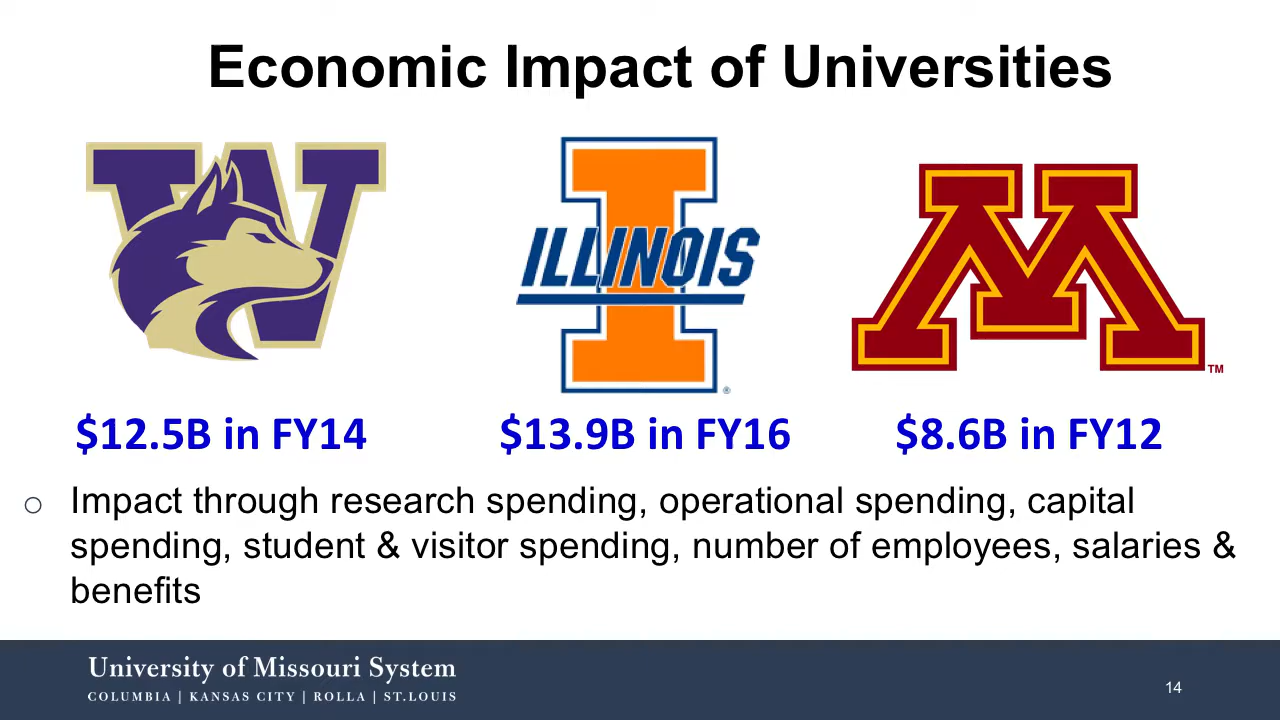 Economic Impact of Universities
W
ILLINOIS
®
M
TM
$12.5B in FY14
$13.9B in FY16
$8.6B in FY12
Impact through research spending, operational spending, capital
spending, student & visitor spending, number of employees, salaries &
benefits
University of Missouri System
COLUMBIA | KANSAS CITY | ROLLA | ST.LOUIS
14